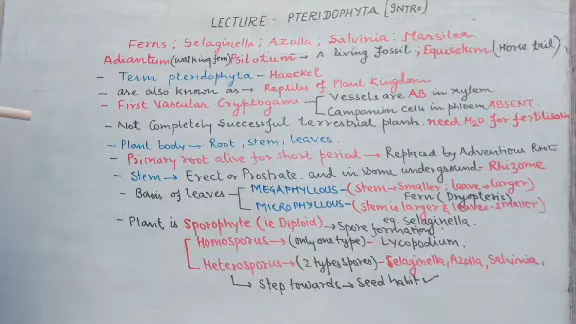 LECTURE - PTERIDOPHYTA [INTRO]
Ferns; Selaginella; Azolla; Salvinia; Marsilea
Adiantum (walking fern) Psilotum → A living fossil; Equisetum (Horse tail),
- Term pteridophyta - Haeckel
- are also known as → Reptiles of Plant Kingdom
- First Vascular Cryptogams - Vessels are AB in xylem
Companion cells in phloem ABSENT.
- Not Completely Successful terrestrial plants. need H2O for fertilisation
- Plant body → Root, stem, leaves.
- Primary root alive for short period → Replaced by Adventious Root
- Stem → Erect or Prostrate. and in some underground - Rhizome
- Basis of leaves - MEGAPHYLLOUS - (stem → smaller; leave → larger)
Fern (Dryopteris)
MICROPHYLLOUS - (stem is larger & leaves - smaller)
eg. Selaginella.
- Plant is Sporophyte (ie Diploid) → Spore formation
Homosporus → (only one type) - Lycopodium.
Heterosporus → (2 types spores) - Selaginella, Azolla, Salvinia,
↳ Step towards → Seed habit ✓